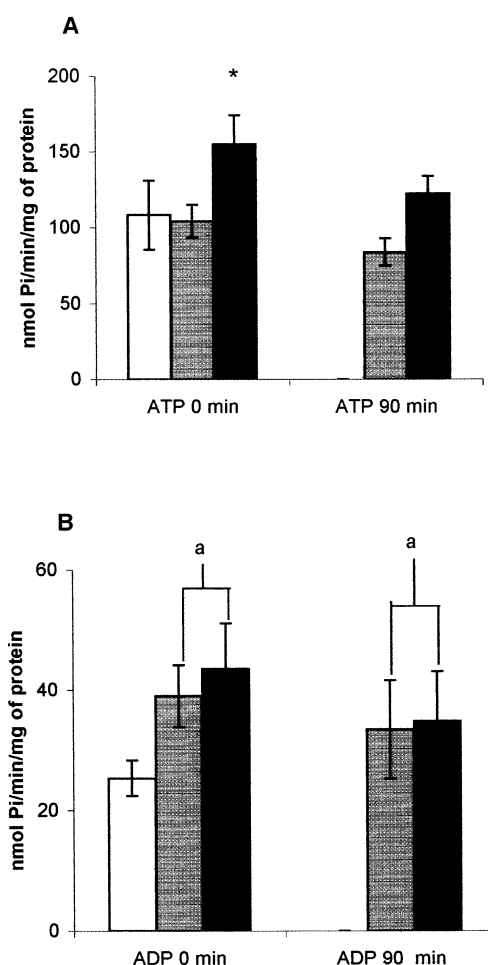 A
*
200
150
100
50
0
nmol Pi/min/mg of protein
ATP 0 min
ATP 90 min
B
a
a
60
40
20
0
nmol Pi/min/mg of protein
ADP 0 min
ADP 90 min